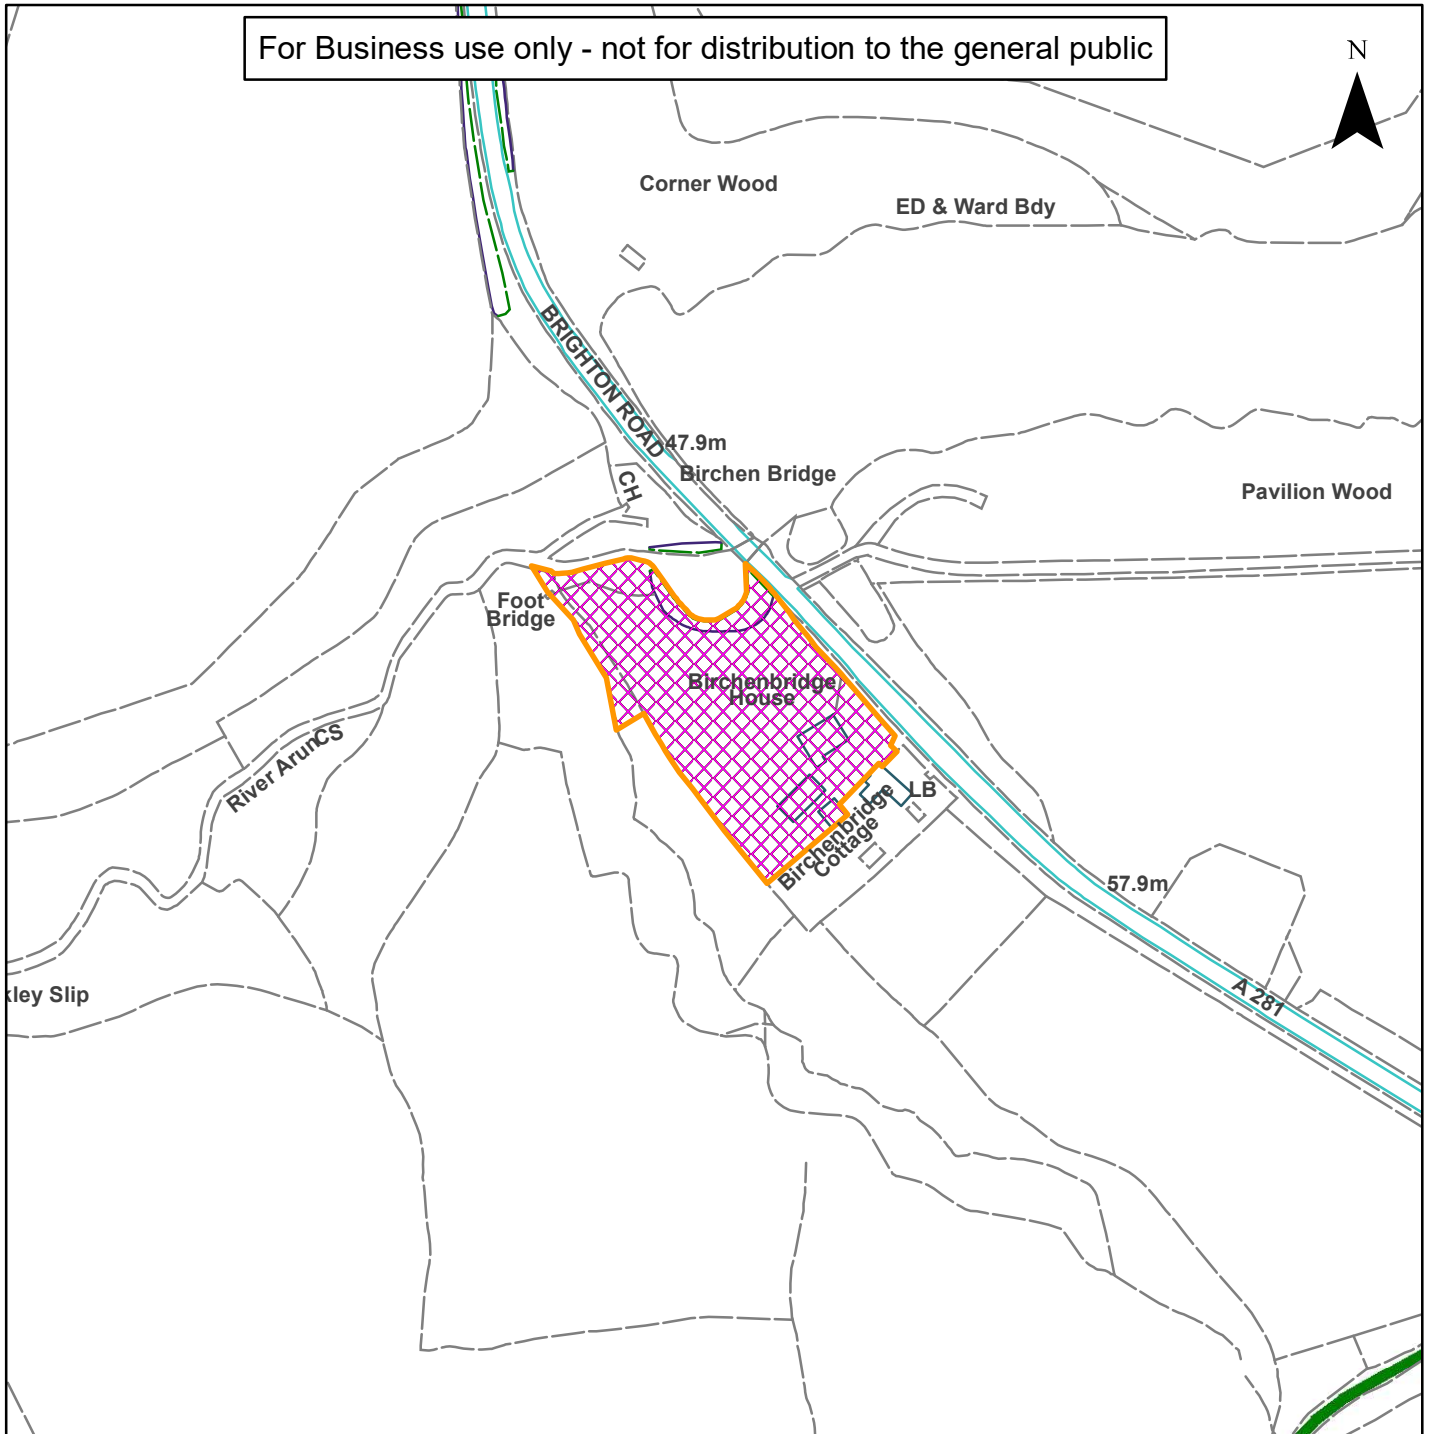 For Business use only - not for distribution to the general public
N
Corner Wood
ED & Ward Bdy
BRIGHTON ROAD
47.9m
Birchen Bridge
CH
Pavilion Wood
Foot
Bridge
Birchenbridge
House
River Arun
CS
LB
Birchenbridge
Cottage
57.9m
kley Slip
A 281